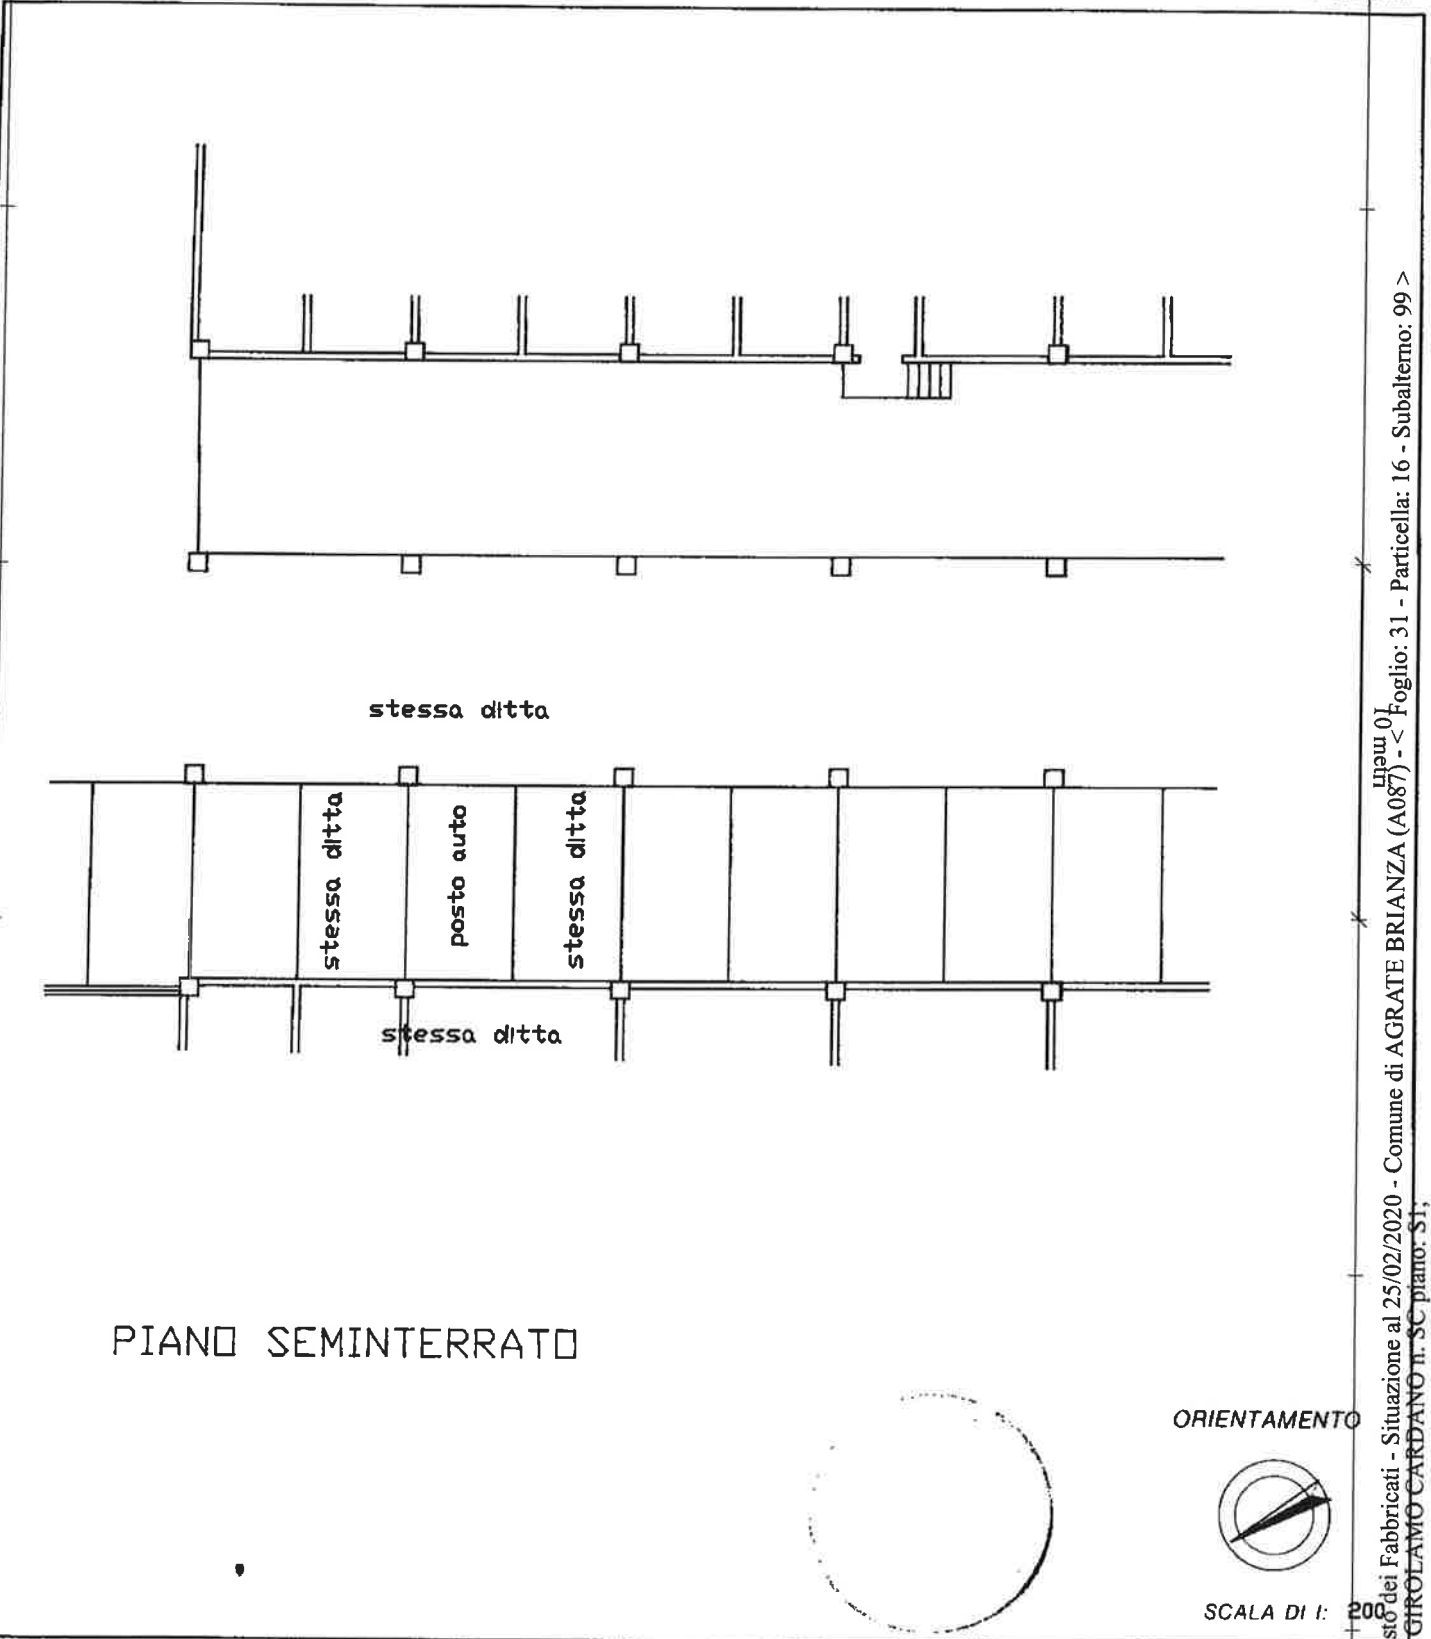 stessa ditta
stessa ditta
posto auto
stessa ditta
stessa ditta
PIANO SEMINTERRATO
ORIENTAMENTO
SCALA DI 1: 200
10 metri
sto dei Fabbricati - Situazione al 25/02/2020 - Comune di AGRATE BRIANZA (A087) - < Foglio: 31 - Particella: 16 - Subalterno: 99 >
GIROLAMO CARDANO n. SC piano: S1;